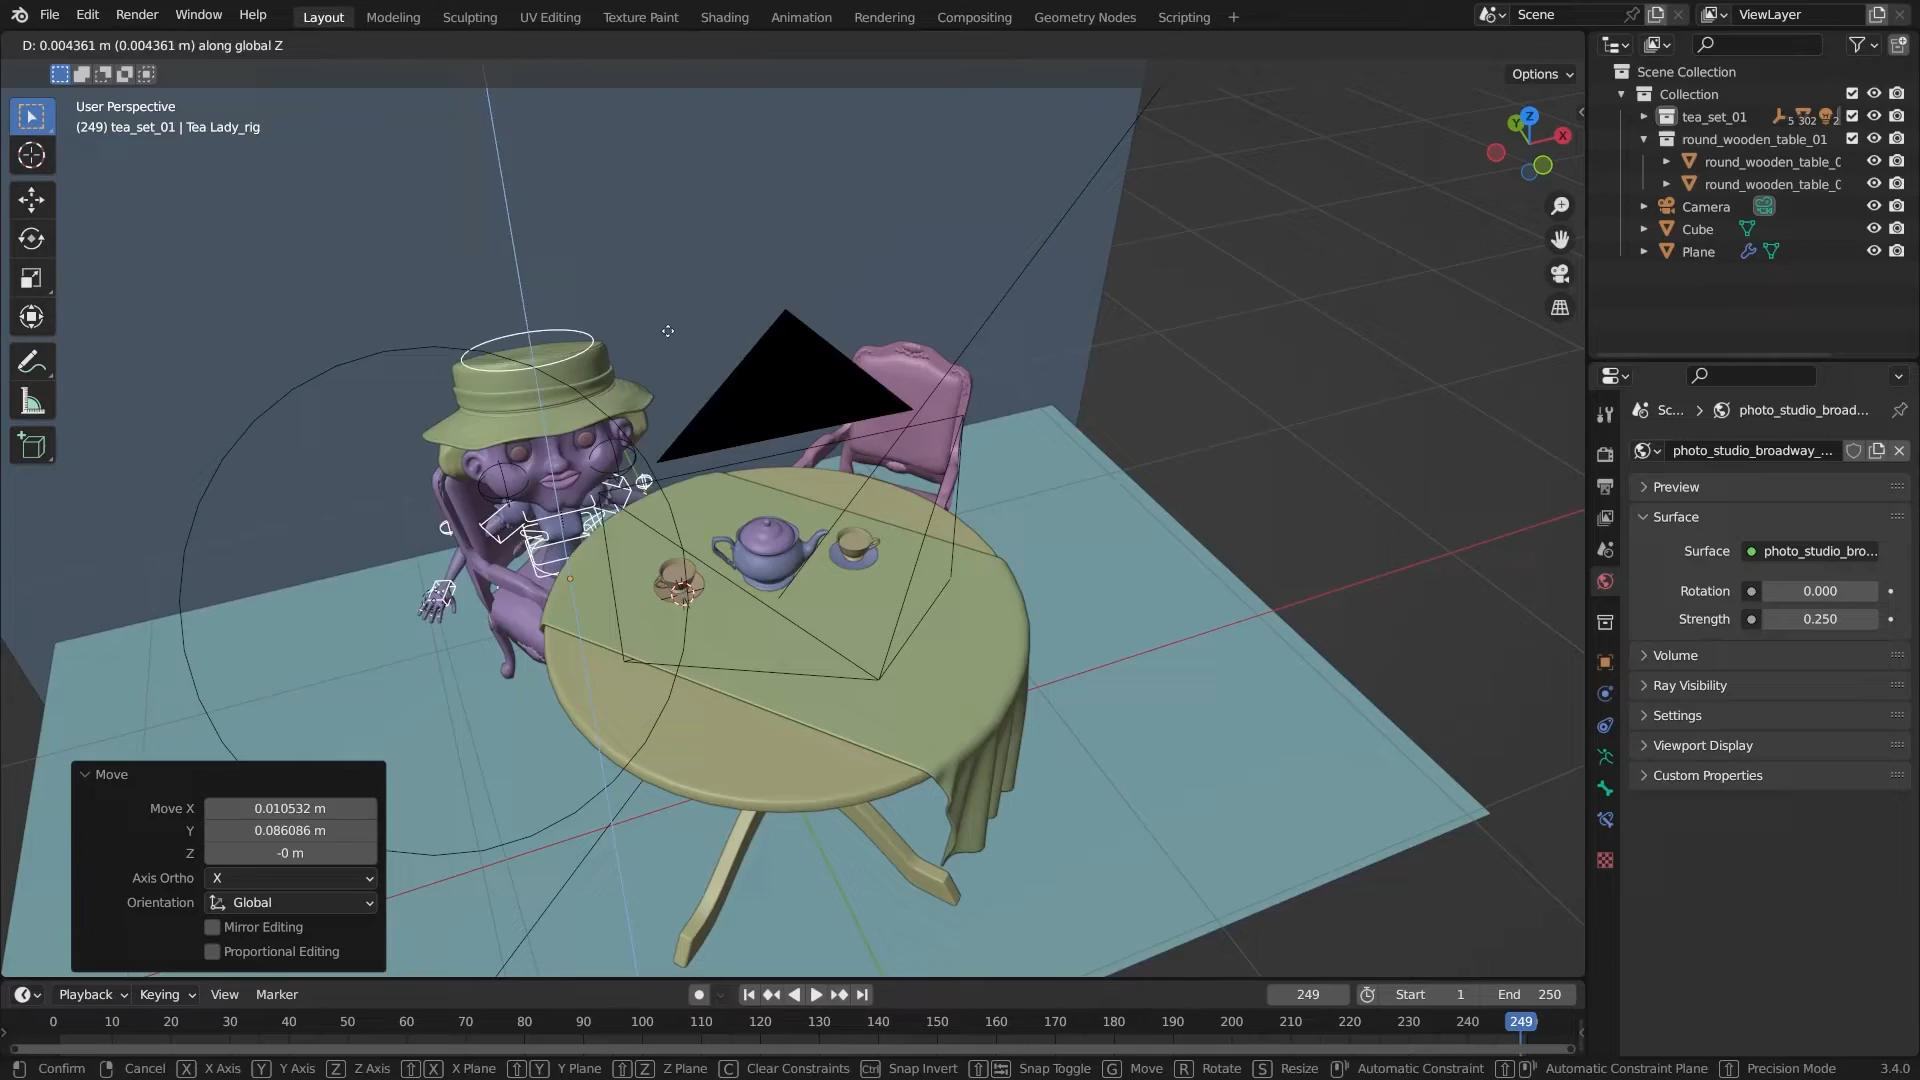 File Edit Render Window Help Layout Modeling Sculpting UV Editing Texture Paint Shading Animation Rendering Compositing Geometry Nodes Scripting + Scene ViewLayer
D: 0.004361 m (0.004361 m) along global Z
Options
User Perspective
(249) tea_set_01 | Tea Lady_rig
Z
Y
X
Scene Collection
Collection
tea_set_01 5 302 2
round_wooden_table_01
round_wooden_table_0
round_wooden_table_0
Camera
Cube
Plane
Sc... photo_studio_broad...
photo_studio_broadway_...
Preview
Surface
Surface photo_studio_bro...
Rotation 0.000
Strength 0.250
Volume
Ray Visibility
Settings
Viewport Display
Custom Properties
Move
Move X 0.010532 m
Y 0.086086 m
Z -0 m
Axis Ortho X
Orientation Global
Mirror Editing
Proportional Editing
Playback Keying View Marker 249 Start 1 End 250
0 10 20 30 40 50 60 70 80 90 100 110 120 130 140 150 160 170 180 190 200 210 220 230 240 249
Confirm Cancel X X Axis Y Y Axis Z Z Axis X X Plane Y Y Plane Z Z Plane C Clear Constraints Ctrl Snap Invert Snap Toggle G Move R Rotate S Resize Automatic Constraint Automatic Constraint Plane Precision Mode 3.4.0